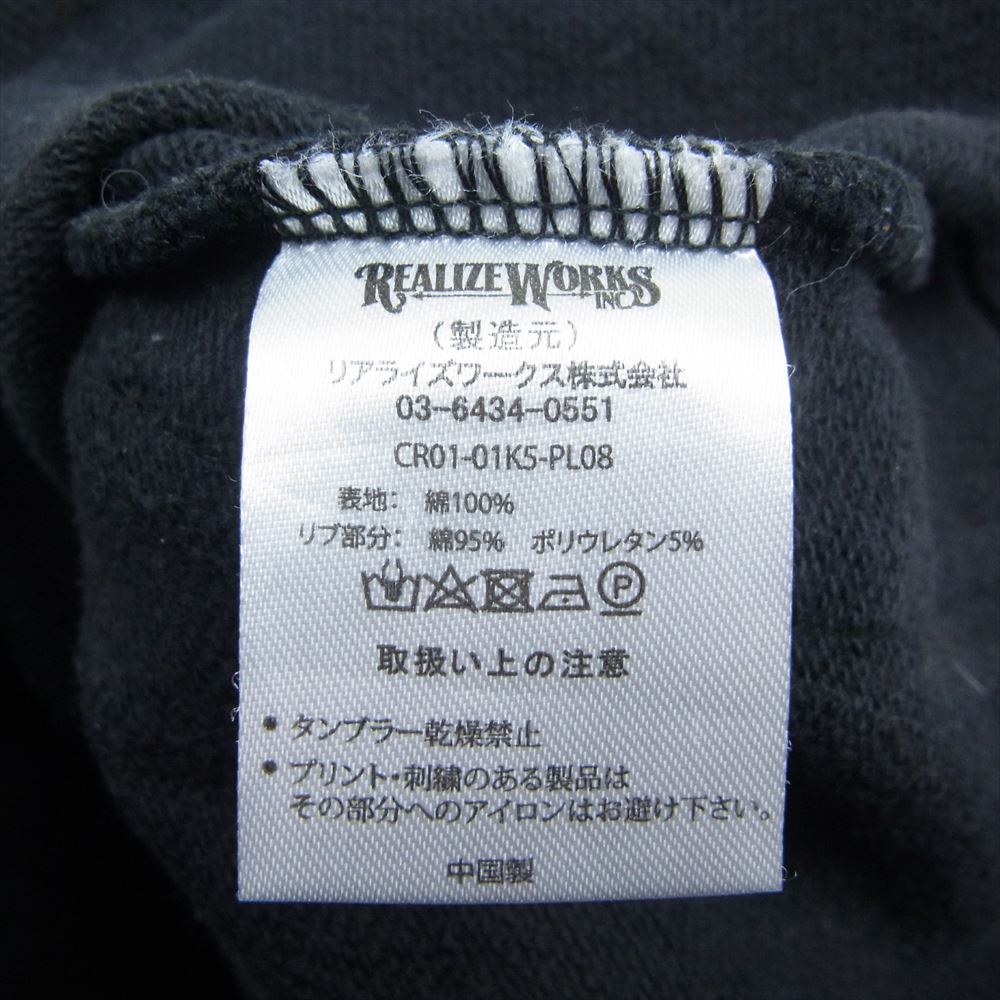 REALIZEWORKS
INC
(製造元)
リアライズワークス株式会社
03-6434-0551
CR01-01K5-PL08
表地: 綿100%
リブ部分: 綿95% ポリウレタン5%
P
取扱い上の注意
• タンブラー乾燥禁止
• プリント・刺繍のある製品は
その部分へのアイロンはお避け下さい。
中国製